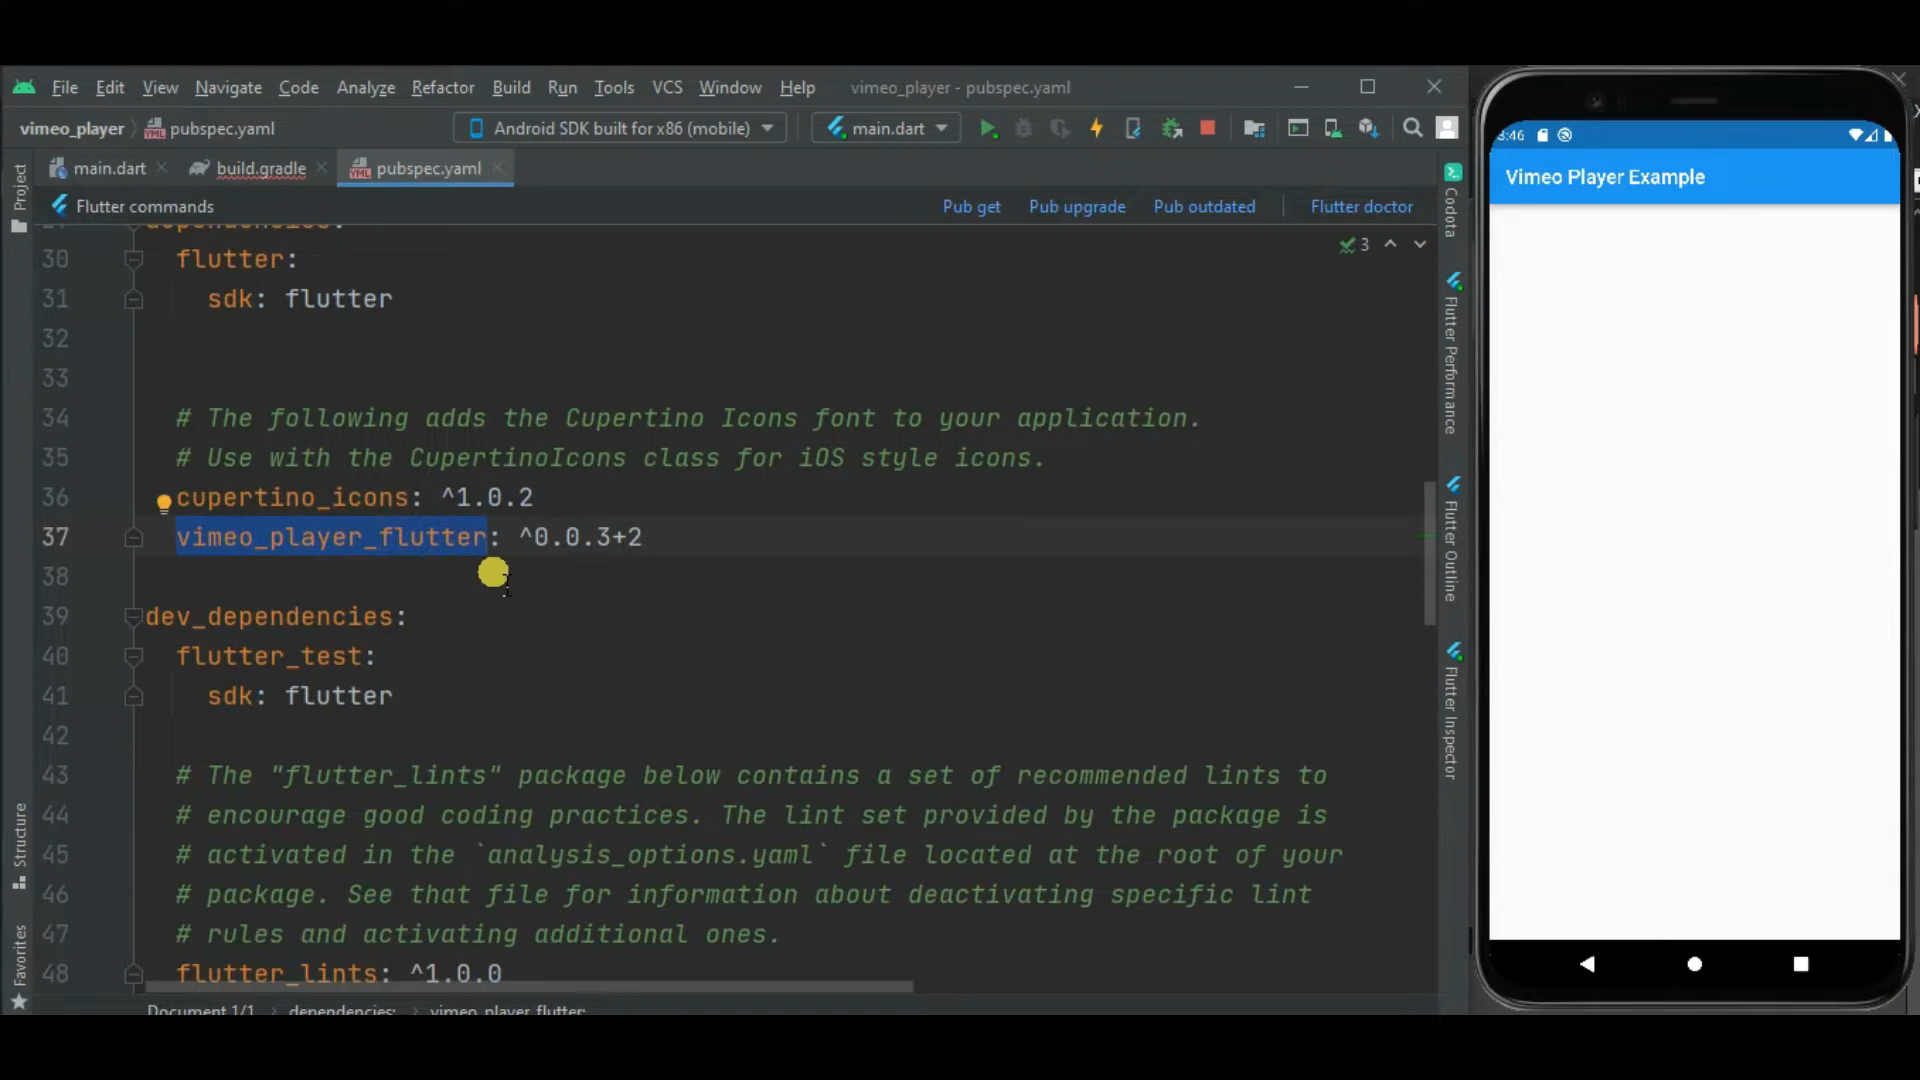 File Edit View Navigate Code Analyze Refactor Build Run Tools VCS Window Help vimeo_player - pubspec.yaml
vimeo_player pubspec.yaml Android SDK built for x86 (mobile) main.dart
main.dart build.gradle pubspec.yaml
Flutter commands Pub get Pub upgrade Pub outdated Flutter doctor
3
dependencies:
30 flutter:
31 sdk: flutter
32
33
34 # The following adds the Cupertino Icons font to your application.
35 # Use with the CupertinoIcons class for iOS style icons.
36 cupertino_icons: ^1.0.2
37 vimeo_player_flutter: ^0.0.3+2
38
39 dev_dependencies:
40 flutter_test:
41 sdk: flutter
42
43 # The "flutter_lints" package below contains a set of recommended lints to
44 # encourage good coding practices. The lint set provided by the package is
45 # activated in the `analysis_options.yaml` file located at the root of your
46 # package. See that file for information about deactivating specific lint
47 # rules and activating additional ones.
48 flutter_lints: ^1.0.0
Document 1/1 dependencies: vimeo_player_flutter:
Project
Structure
Favorites
Codota
Flutter Performance
Flutter Outline
Flutter Inspector
3:46
Vimeo Player Example